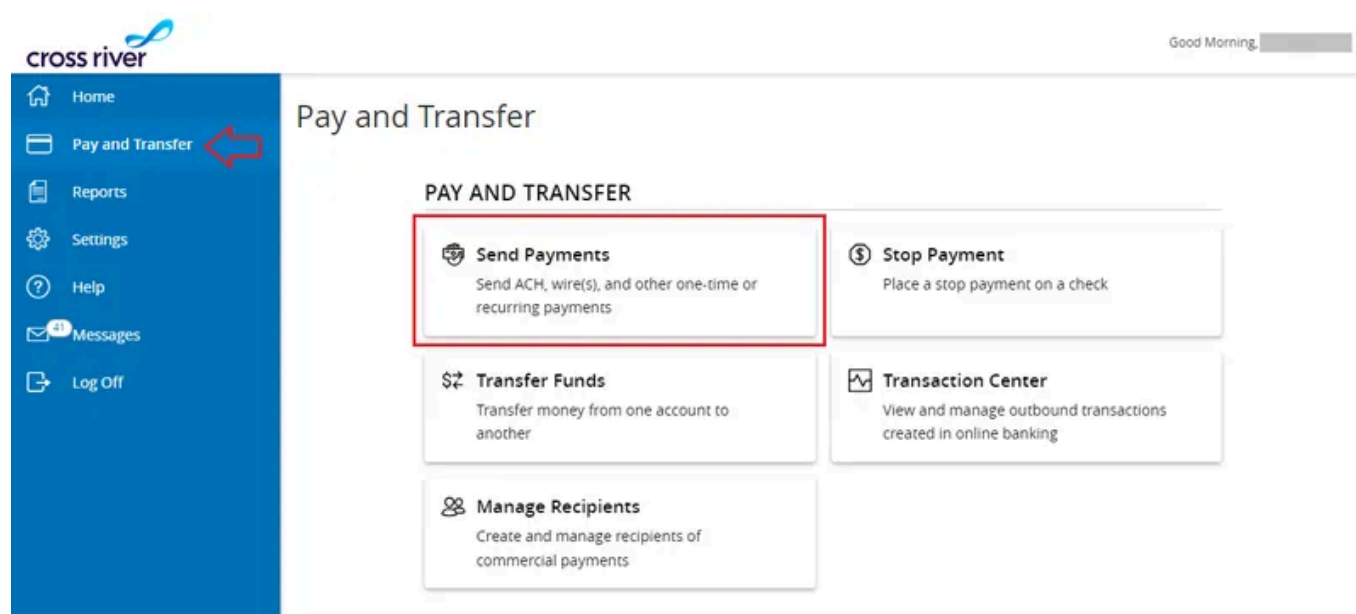 cross river
Good Morning,
Home
Pay and Transfer
Reports
Settings
Help
41
Messages
Log Off
Pay and Transfer
PAY AND TRANSFER
Send Payments
Send ACH, wire(s), and other one-time or
recurring payments
Stop Payment
Place a stop payment on a check
Transfer Funds
Transfer money from one account to
another
Transaction Center
View and manage outbound transactions
created in online banking
Manage Recipients
Create and manage recipients of
commercial payments